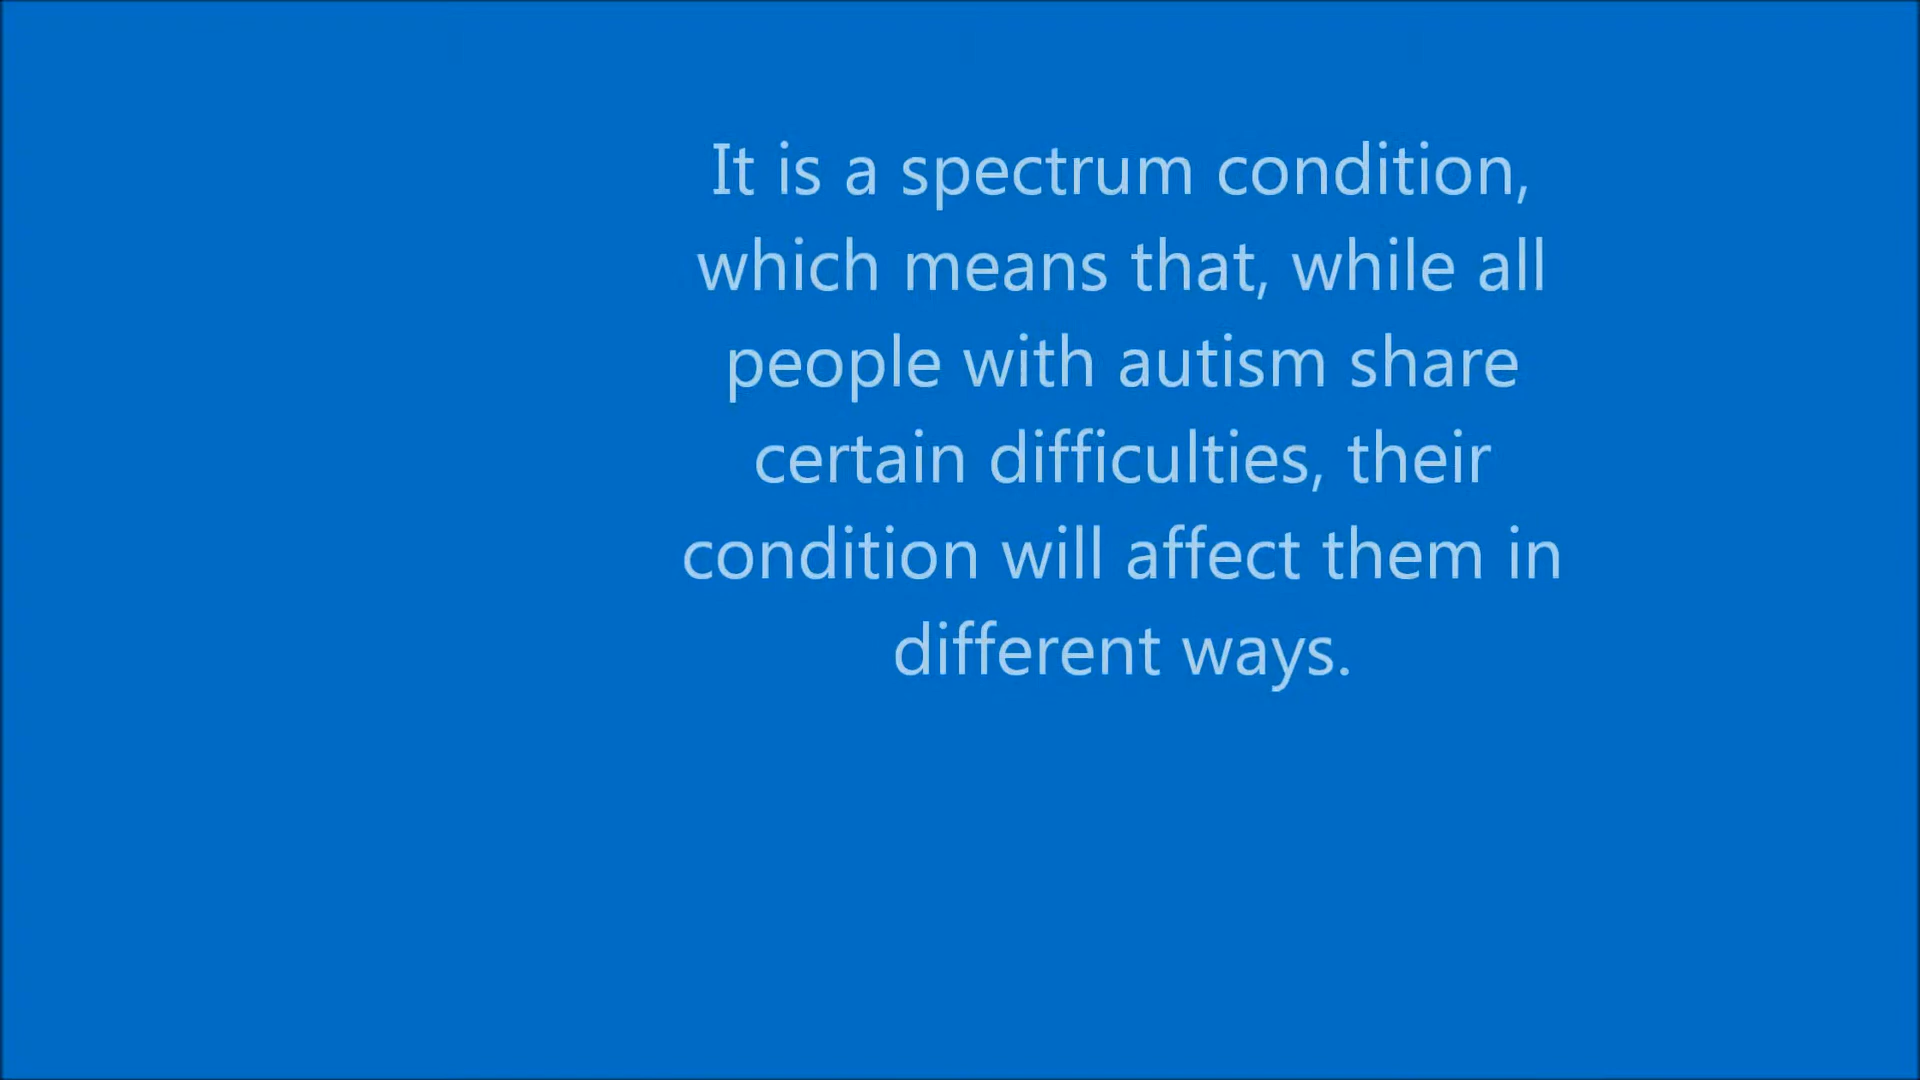 It is a spectrum condition,
which means that, while all
people with autism share
certain difficulties, their
condition will affect them in
different ways.